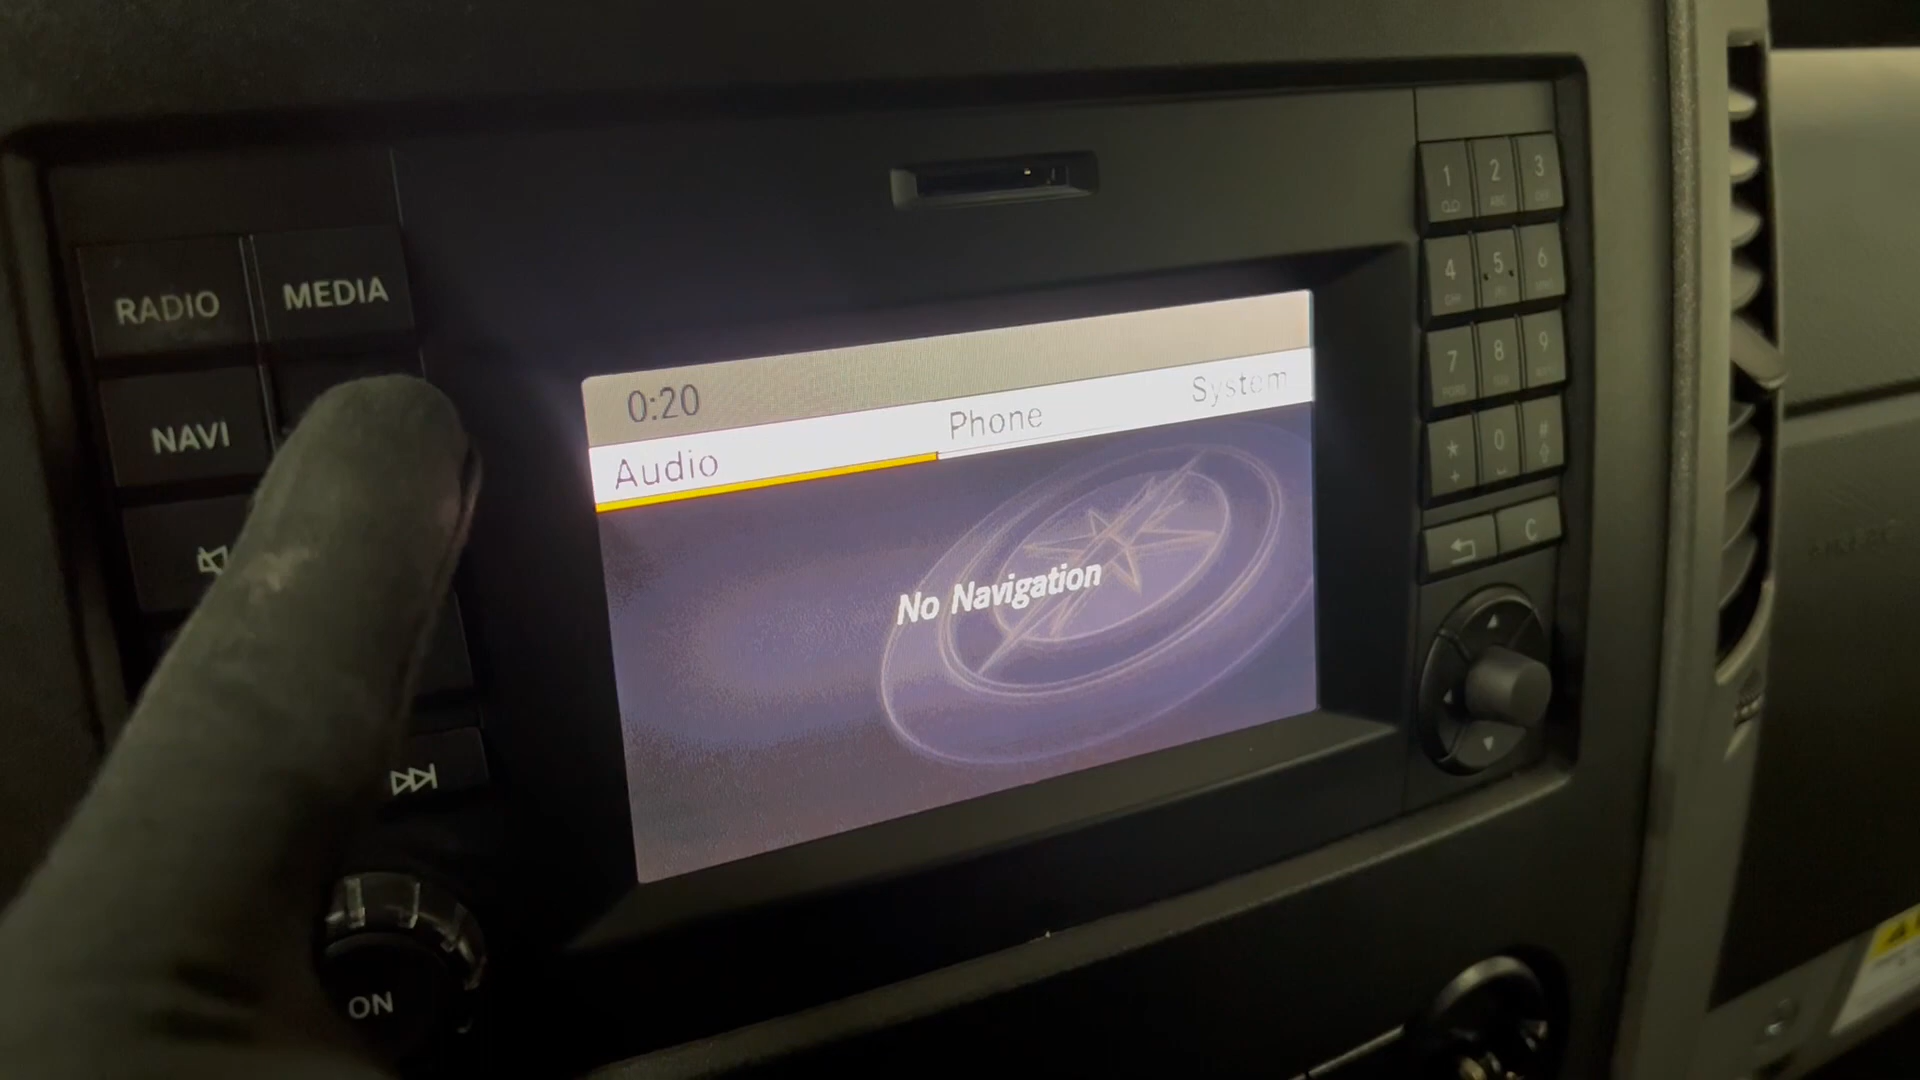 RADIO
MEDIA
NAVI
ON
0:20
Audio
Phone
System
No Navigation
1
2
ABC
3
4
5
6
7
8
9
*
0
#
+
C